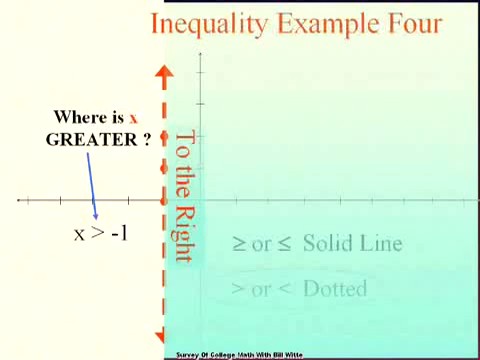 Inequality Example Four
Where is x
GREATER ?
To the Right
x > -1
≥ or ≤ Solid Line
> or < Dotted
Survey Of College Math With Bill Witte